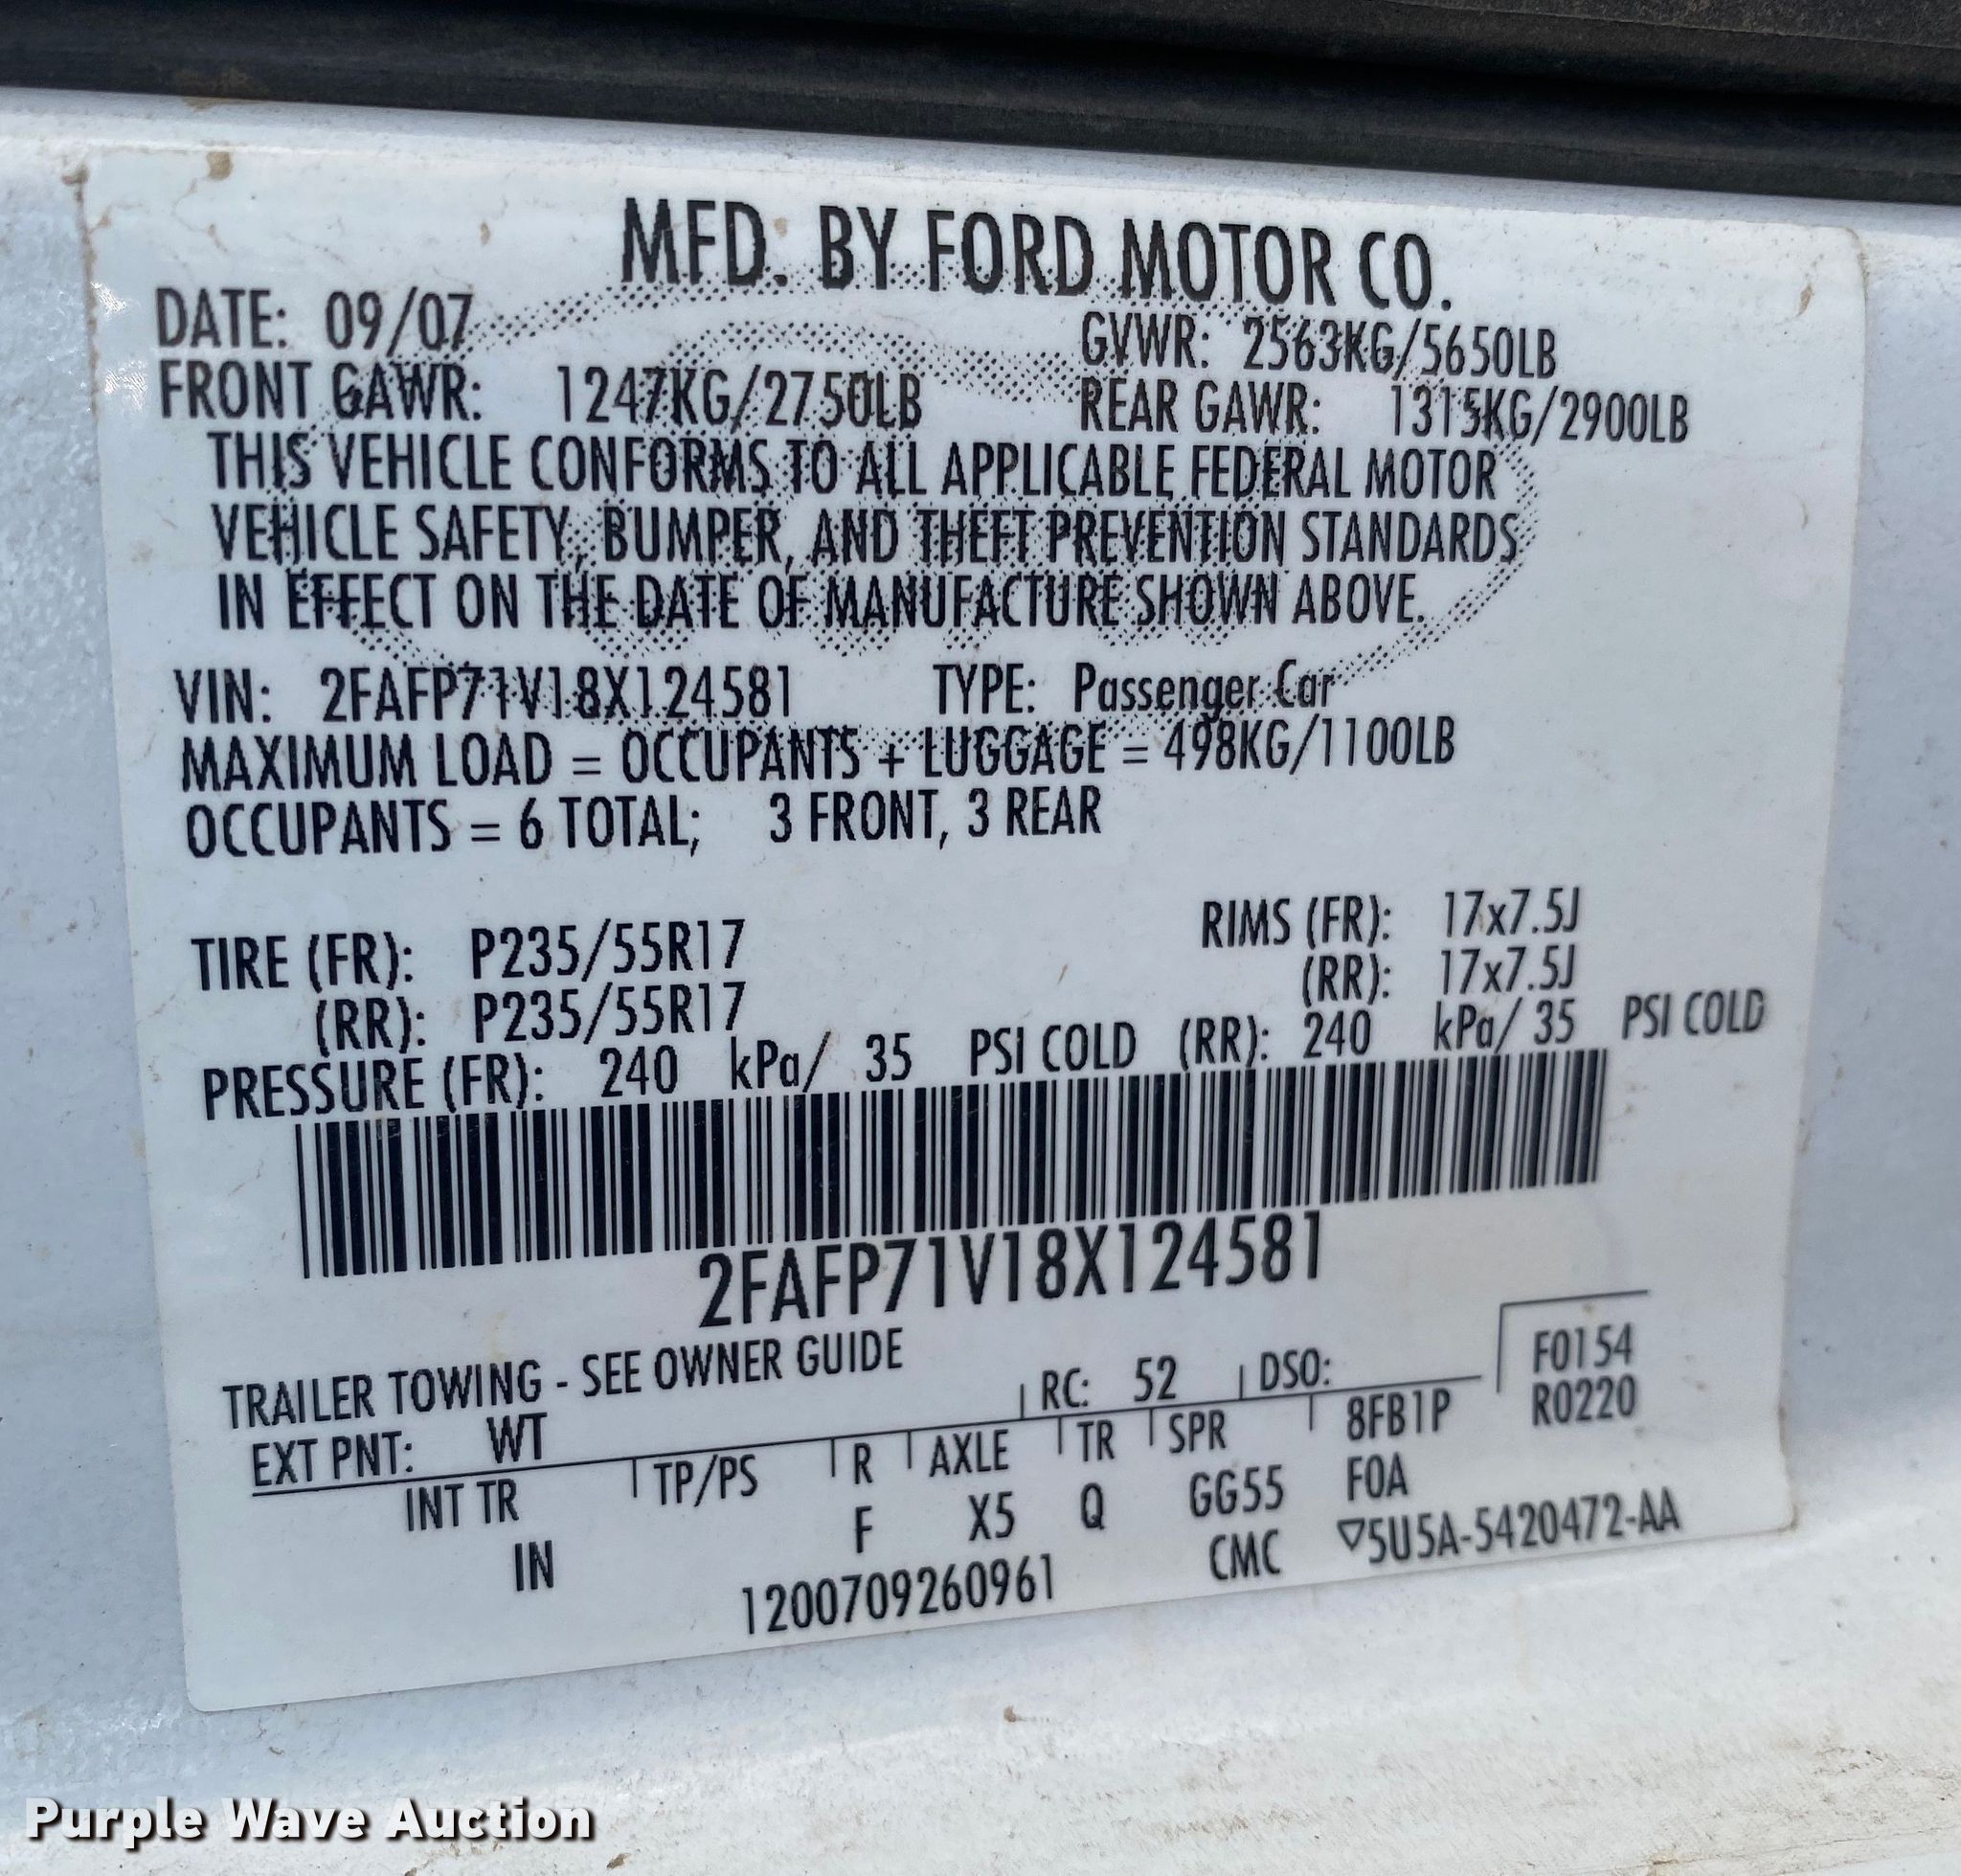 MFD. BY FORD MOTOR CO.
DATE: 09/07 GVWR: 2563KG/5650LB
FRONT GAWR: 1247KG/2750LB REAR GAWR: 1315KG/2900LB
THIS VEHICLE CONFORMS TO ALL APPLICABLE FEDERAL MOTOR
VEHICLE SAFETY, BUMPER, AND THEFT PREVENTION STANDARDS
IN EFFECT ON THE DATE OF MANUFACTURE SHOWN ABOVE.
VIN: 2FAFP71V18X124581 TYPE: Passenger Car
MAXIMUM LOAD = OCCUPANTS + LUGGAGE = 498KG/1100LB
OCCUPANTS = 6 TOTAL; 3 FRONT, 3 REAR
TIRE (FR): P235/55R17 RIMS (FR): 17x7.5J
(RR): P235/55R17 (RR): 17x7.5J
PRESSURE (FR): 240 kPa/ 35 PSI COLD (RR): 240 kPa/ 35 PSI COLD
2FAFP71V18X124581
TRAILER TOWING - SEE OWNER GUIDE
EXT PNT: WT RC: 52 DSO: F0154
R0220
INT TR TP/PS R AXLE TR SPR 8FB1P
IN F X5 Q GG55 F0A
1200709260961 CMC ▽5U5A-5420472-AA
Purple Wave Auction